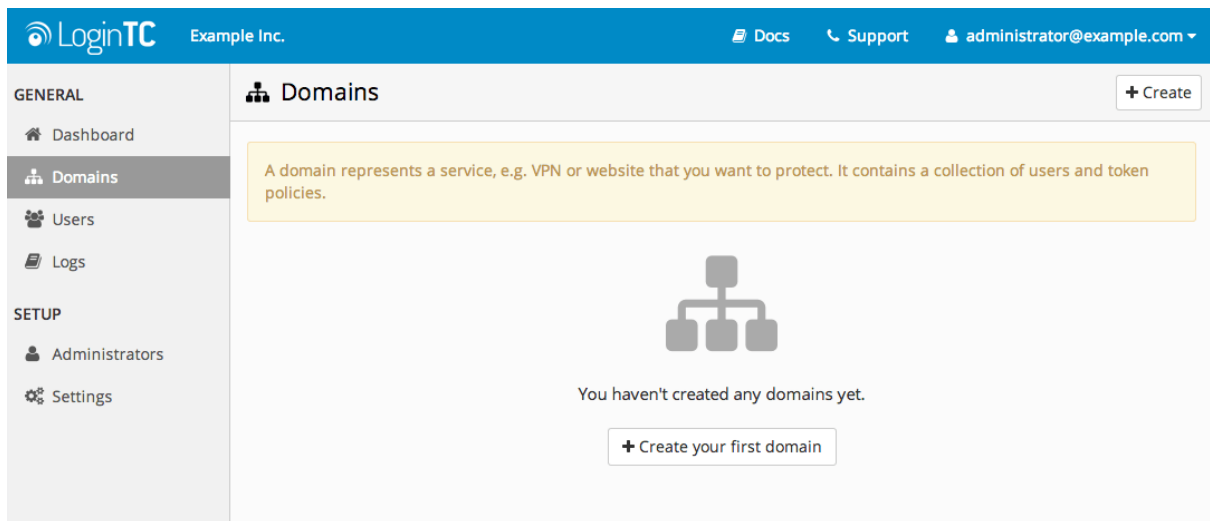 LoginTC Example Inc. Docs Support administrator@example.com
GENERAL
Dashboard
Domains
Users
Logs
SETUP
Administrators
Settings
Domains
+ Create
A domain represents a service, e.g. VPN or website that you want to protect. It contains a collection of users and token
policies.
You haven't created any domains yet.
+ Create your first domain